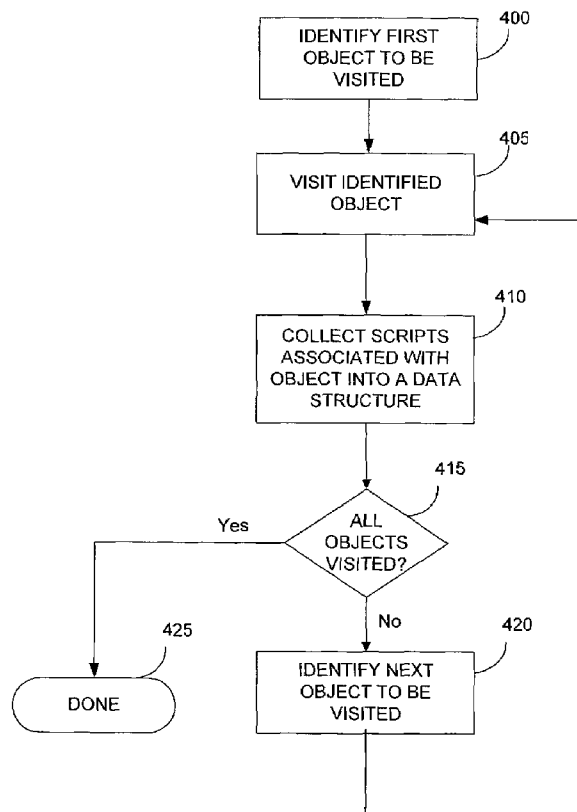 400
IDENTIFY FIRST
OBJECT TO BE
VISITED
405
VISIT IDENTIFIED
OBJECT
410
COLLECT SCRIPTS
ASSOCIATED WITH
OBJECT INTO A DATA
STRUCTURE
415
Yes
ALL
OBJECTS
VISITED?
No
425
420
DONE
IDENTIFY NEXT
OBJECT TO BE
VISITED